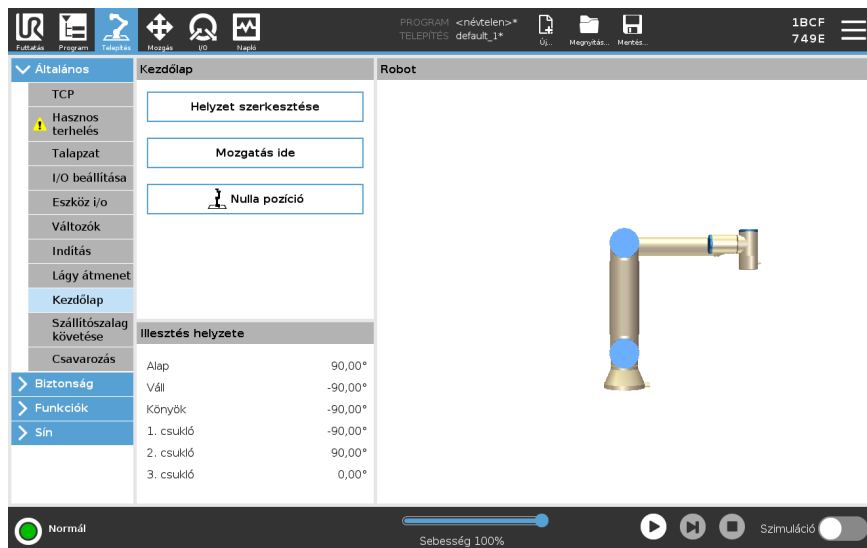 PROGRAM <névtelen>*
TELEPÍTÉS default_1*
1BCF
749E
Futtatás Program Telepítés Mozgás I/O Napló Új... Megnyitás... Mentés...
Általános
TCP
Hasznos
terhelés
Talapzat
I/O beállítása
Eszköz i/o
Változók
Indítás
Lágy átmenet
Kezdőlap
Szállítószalag
követése
Csavarozás
Biztonság
Funkciók
Sín
Kezdőlap
Helyzet szerkesztése
Mozgatás ide
Nulla pozíció
Illesztés helyzete
Alap 90,00°
Váll -90,00°
Könyök -90,00°
1. csukló -90,00°
2. csukló 90,00°
3. csukló 0,00°
Robot
Normál
Sebesség 100%
Szimuláció